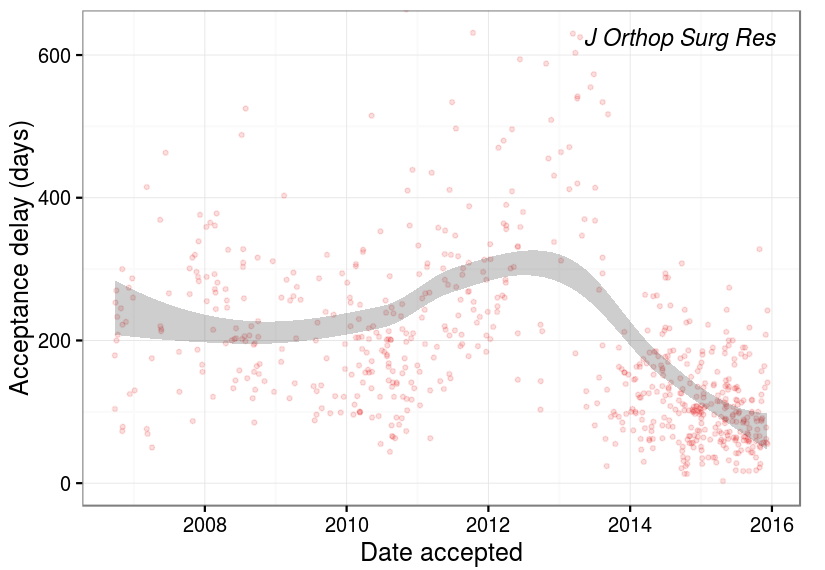 J Orthop Surg Res
600
400
200
0
Acceptance delay (days)
2008 2010 2012 2014 2016
Date accepted